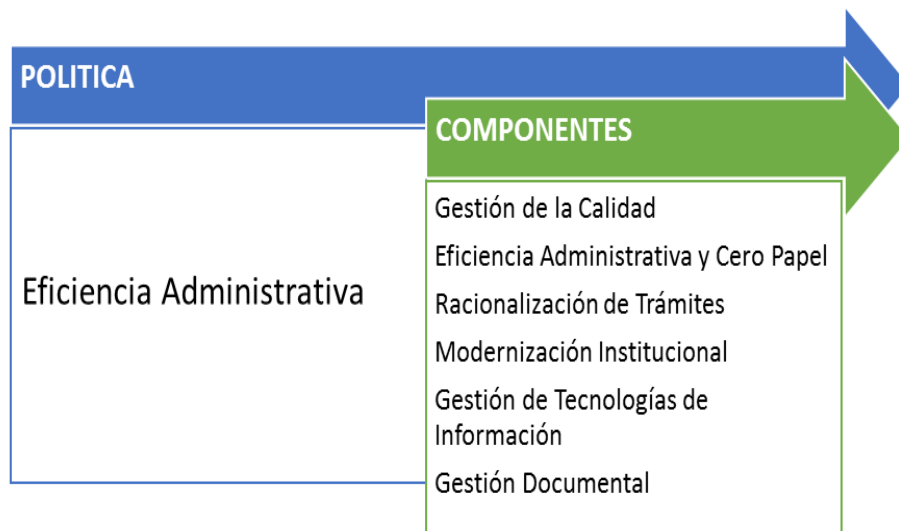 POLITICA
COMPONENTES
Eficiencia Administrativa
Gestión de la Calidad
Eficiencia Administrativa y Cero Papel
Racionalización de Trámites
Modernización Institucional
Gestión de Tecnologías de
Información
Gestión Documental